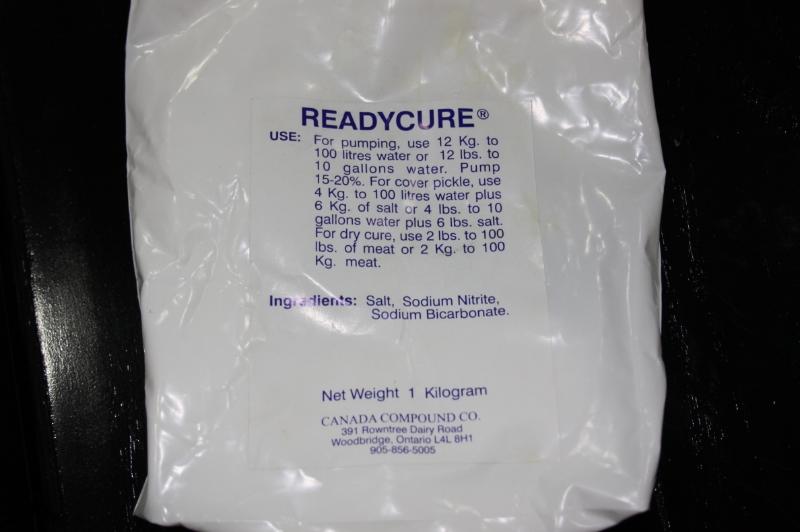 READYCURE®
USE: For pumping, use 12 Kg. to
100 litres water or 12 lbs. to
10 gallons water. Pump
15-20%. For cover pickle, use
4 Kg. to 100 litres water plus
6 Kg. of salt or 4 lbs. to 10
gallons water plus 6 lbs. salt.
For dry cure, use 2 lbs. to 100
lbs. of meat or 2 Kg. to 100
Kg. meat.
Ingredients: Salt, Sodium Nitrite,
Sodium Bicarbonate.
Net Weight 1 Kilogram
CANADA COMPOUND CO.
391 Rowntree Dairy Road
Woodbridge, Ontario L4L 8H1
905-856-5005